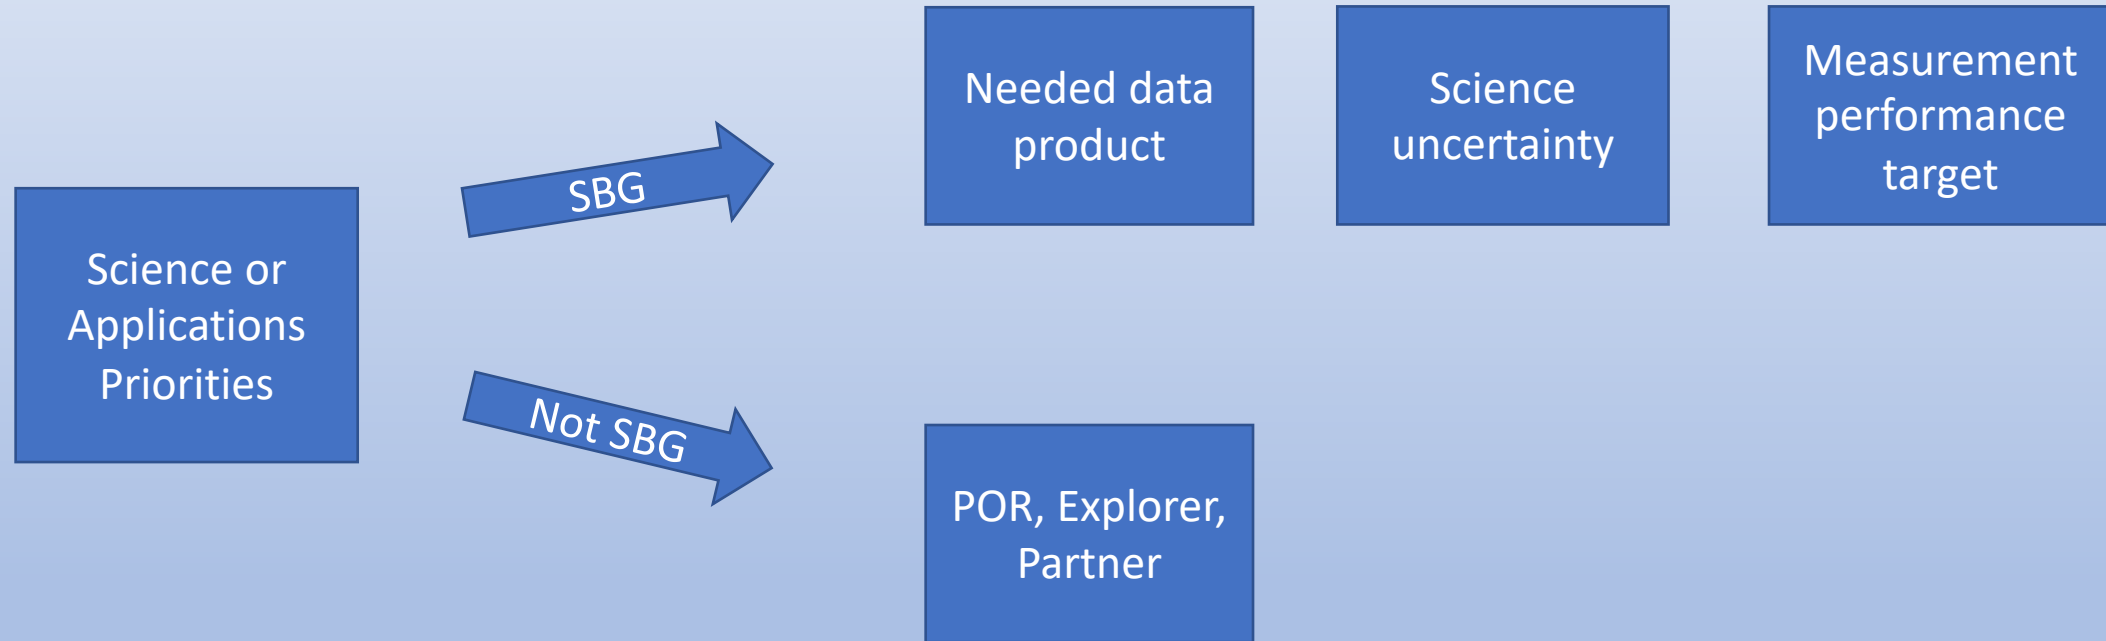 Science or
Applications
Priorities
SBG
Not SBG
Needed data
product
Science
uncertainty
Measurement
performance
target
POR, Explorer,
Partner